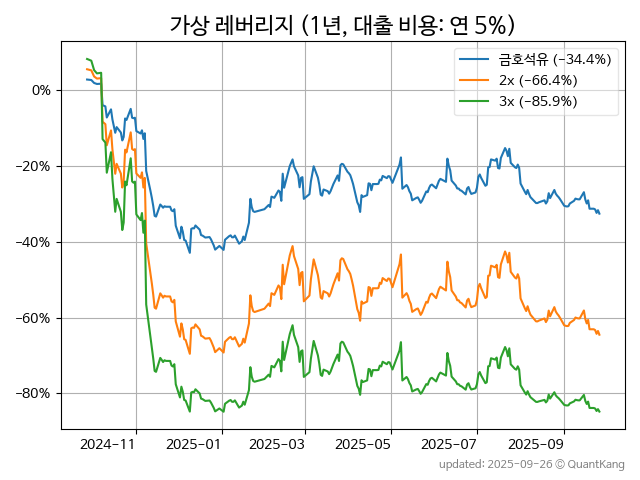 가상 레버리지 (1년, 대출 비용: 연 5%)
금호석유 (−34.4%)
2x (−66.4%)
3x (−85.9%)
0%
−20%
−40%
−60%
−80%
2024-11 2025-01 2025-03 2025-05 2025-07 2025-09
updated: 2025-09-26 © QuantKang